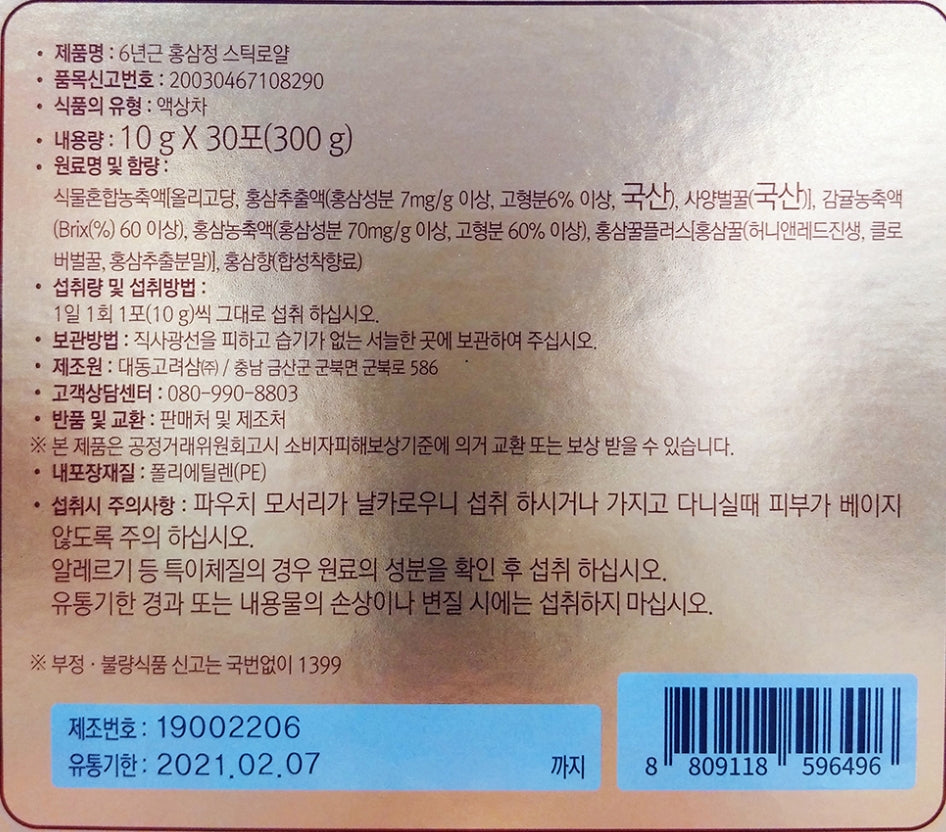 • 제품명 : 6년근 홍삼정 스틱로얄
• 품목신고번호 : 20030467108290
• 식품의 유형 : 액상차
• 내용량 : 10 g X 30포(300 g)
• 원료명 및 함량 :
식물혼합농축액[올리고당, 홍삼추출액(홍삼성분 7mg/g 이상, 고형분6% 이상, 국산), 사양벌꿀(국산)], 감귤농축액
(Brix(%) 60 이상), 홍삼농축액(홍삼성분 70mg/g 이상, 고형분 60% 이상), 홍삼꿀플러스[홍삼꿀(허니앤레드진생, 클로
버벌꿀, 홍삼추출분말)], 홍삼향(합성착향료)
• 섭취량 및 섭취방법 :
1일 1회 1포(10 g)씩 그대로 섭취 하십시오.
• 보관방법 : 직사광선을 피하고 습기가 없는 서늘한 곳에 보관하여 주십시오.
• 제조원 : 대동고려삼㈜ / 충남 금산군 군북면 군북로 586
• 고객상담센터 : 080-990-8803
• 반품 및 교환 : 판매처 및 제조처
※ 본 제품은 공정거래위원회고시 소비자피해보상기준에 의거 교환 또는 보상 받을 수 있습니다.
• 내포장재질 : 폴리에틸렌(PE)
• 섭취시 주의사항 : 파우치 모서리가 날카로우니 섭취 하시거나 가지고 다니실때 피부가 베이지
않도록 주의 하십시오.
알레르기 등 특이체질의 경우 원료의 성분을 확인 후 섭취 하십시오.
유통기한 경과 또는 내용물의 손상이나 변질 시에는 섭취하지 마십시오.
※ 부정 · 불량식품 신고는 국번없이 1399
제조번호 : 19002206
유통기한 : 2021.02.07 까지
8 809118 596496